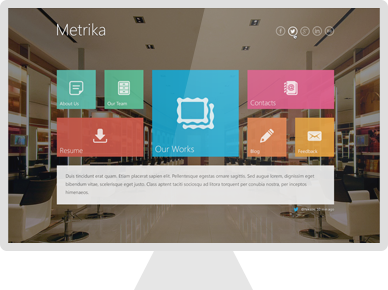 Metrika
About Us
Our Team
Our Works
Contacts
Resume
Blog
Feedback
Duis tincidunt erat quam. Etiam placerat sapien elit. Pellentesque egestas ornare sagittis. Sed augue lorem, dignissim eget
bibendum vitae, scelerisque eget justo. Class aptent taciti sociosqu ad litora torquent per conubia nostra, per inceptos
himenaeos.